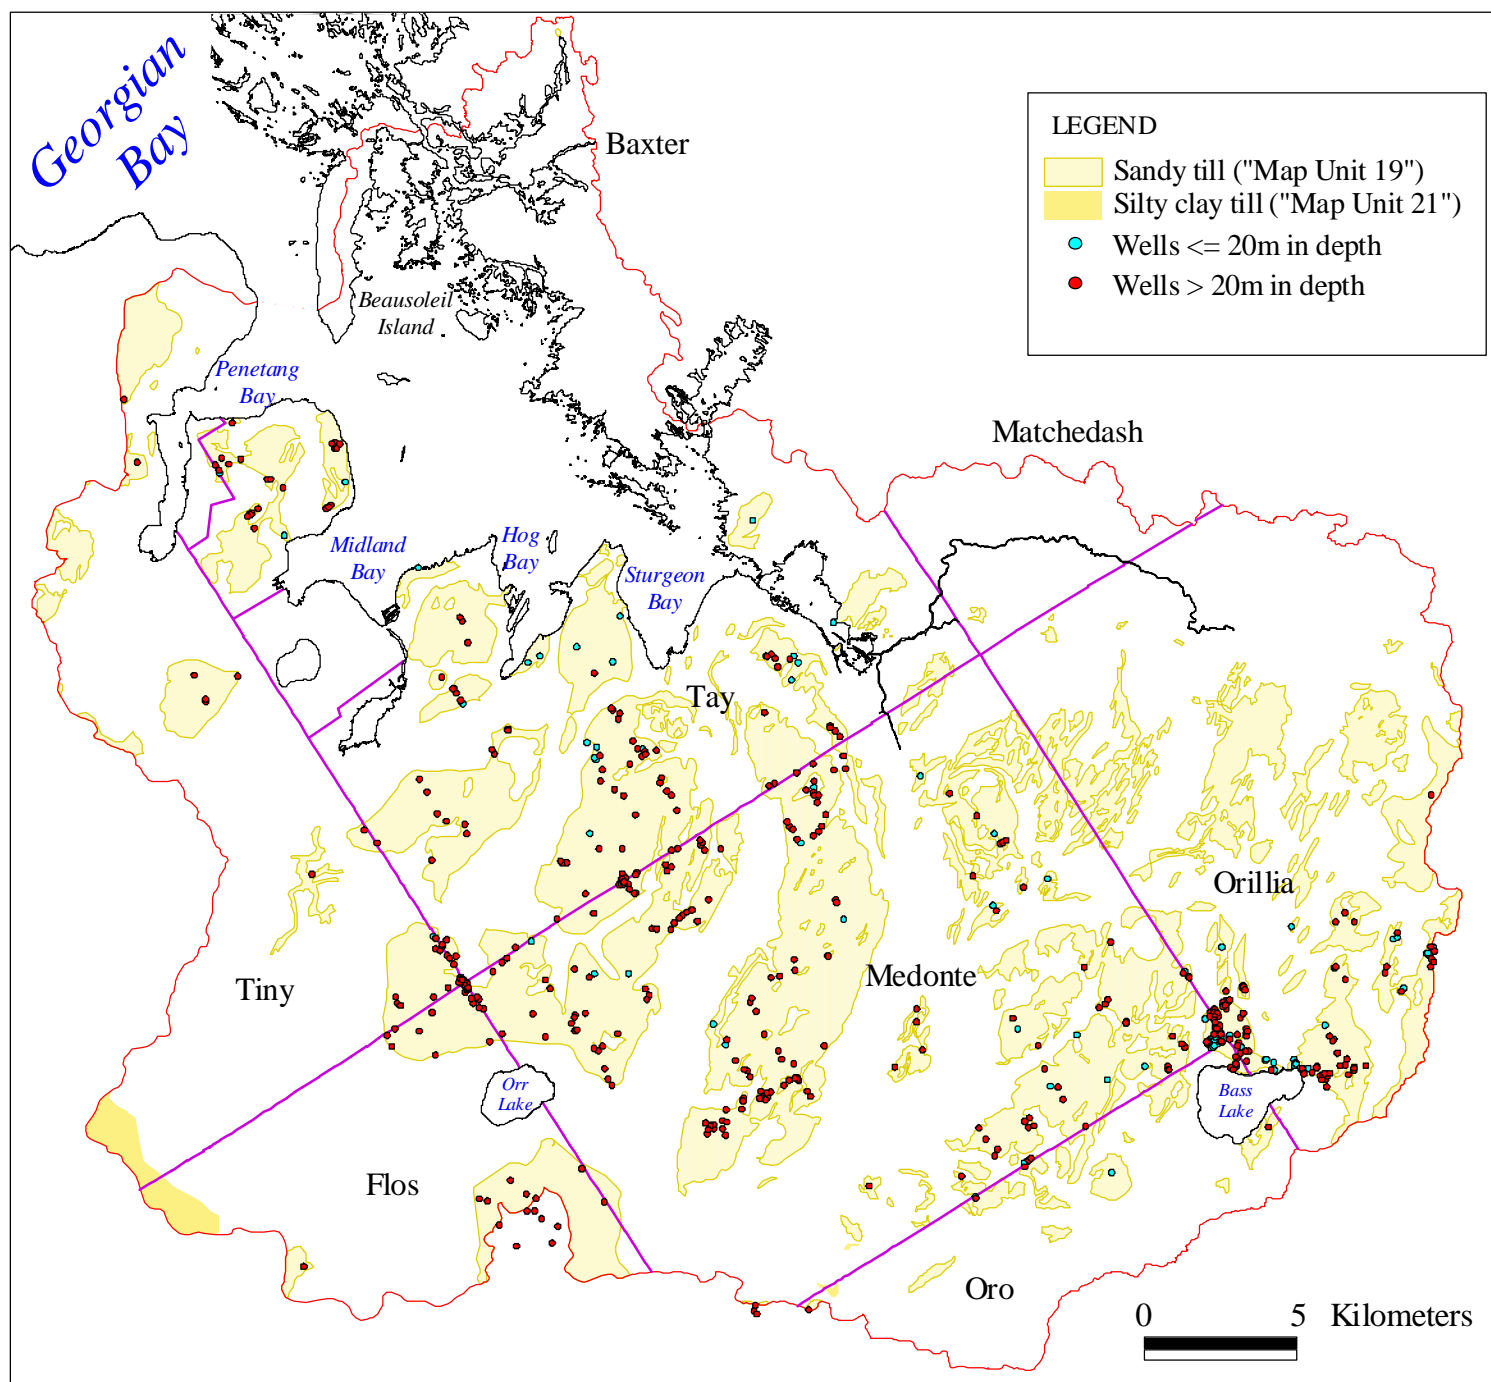 Georgian
Bay
Baxter
LEGEND
Sandy till ("Map Unit 19")
Silty clay till ("Map Unit 21")
Wells <= 20m in depth
Wells > 20m in depth
Beausoleil
Island
Penetang
Bay
Matchedash
Midland
Bay
Hog
Bay
Sturgeon
Bay
Tay
Orillia
Tiny
Medonte
Orr
Lake
Bass
Lake
Flos
Oro
0 5 Kilometers